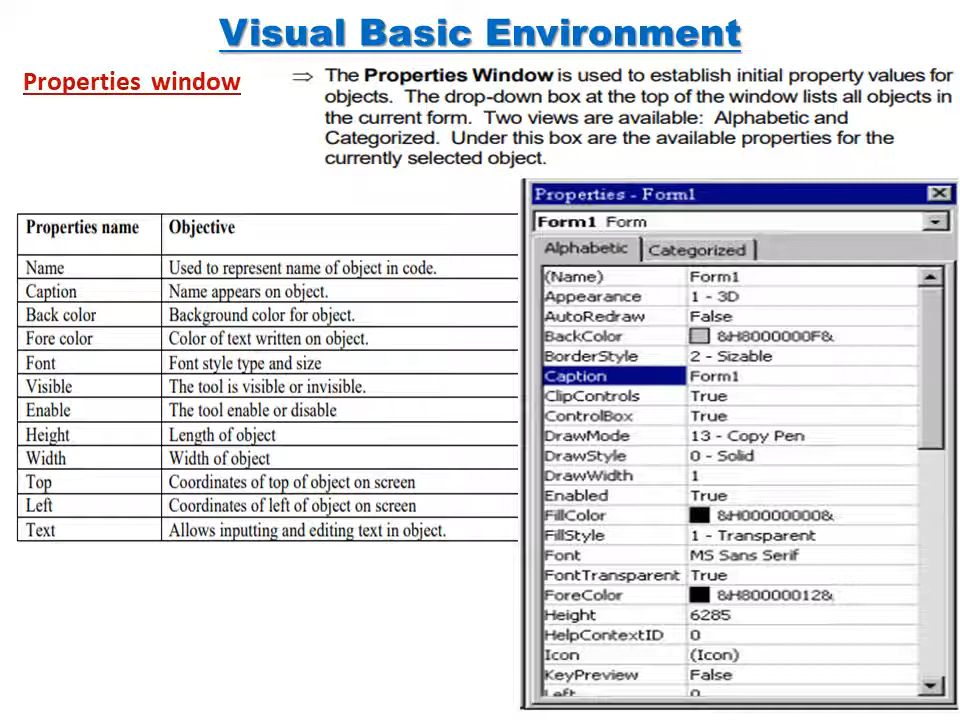 Visual Basic Environment
Properties window
⇒ The Properties Window is used to establish initial property values for
objects. The drop-down box at the top of the window lists all objects in
the current form. Two views are available: Alphabetic and
Categorized. Under this box are the available properties for the
currently selected object.
Properties name Objective
Name Used to represent name of object in code.
Caption Name appears on object.
Back color Background color for object.
Fore color Color of text written on object.
Font Font style type and size
Visible The tool is visible or invisible.
Enable The tool enable or disable
Height Length of object
Width Width of object
Top Coordinates of top of object on screen
Left Coordinates of left of object on screen
Text Allows inputting and editing text in object.
Properties - Form1
Form1 Form
Alphabetic Categorized
(Name) Form1
Appearance 1 - 3D
AutoRedraw False
BackColor &H8000000F&
BorderStyle 2 - Sizable
Caption Form1
ClipControls True
ControlBox True
DrawMode 13 - Copy Pen
DrawStyle 0 - Solid
DrawWidth 1
Enabled True
FillColor &H00000000&
FillStyle 1 - Transparent
Font MS Sans Serif
FontTransparent True
ForeColor &H80000012&
Height 6285
HelpContextID 0
Icon (Icon)
KeyPreview False
Left 0